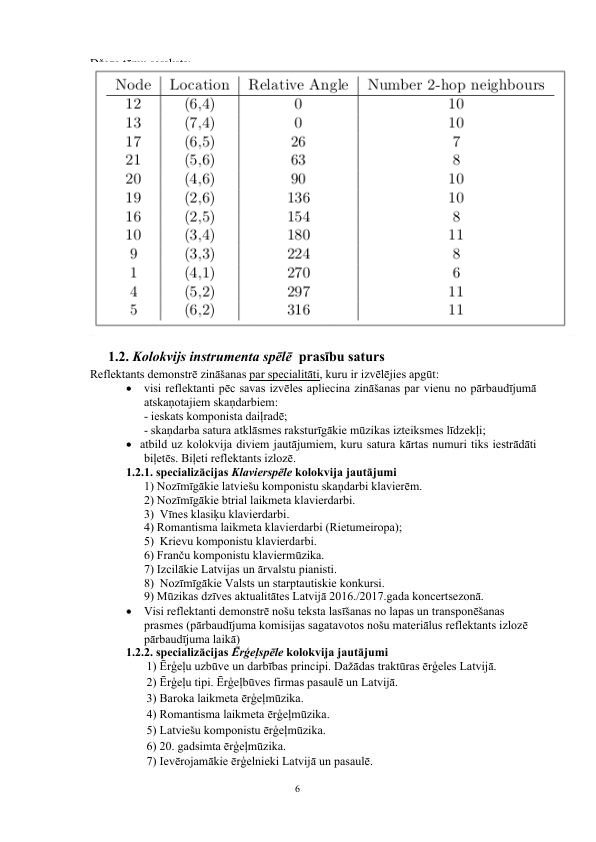 Node Location Relative Angle Number 2-hop neighbours
12 (6,4) 0 10
13 (7,4) 0 10
17 (6,5) 26 7
21 (5,6) 63 8
20 (4,6) 90 10
19 (2,6) 136 10
16 (2,5) 154 8
10 (3,4) 180 11
9 (3,3) 224 8
1 (4,1) 270 6
4 (5,2) 297 11
5 (6,2) 316 11
1.2. Kolokvijs instrumenta spēlē prasību saturs
Reflektants demonstrē zināšanas par specialitāti, kuru ir izvēlējies apgūt:
• visi reflektanti pēc savas izvēles apliecina zināšanas par vienu no pārbaudījumā
atskaņotajiem skaņdarbiem:
- ieskats komponista daiļradē;
- skaņdarba satura atklāsmes raksturīgākie mūzikas izteiksmes līdzekļi;
• atbild uz kolokvija diviem jautājumiem, kuru satura kārtas numuri tiks iestrādāti
biļetēs. Biļeti reflektants izlozē.
1.2.1. specializācijas Klavierspēle kolokvija jautājumi
1) Nozīmīgākie latviešu komponistu skaņdarbi klavierēm.
2) Nozīmīgākie btrial laikmeta klavierdarbi.
3) Vīnes klasiķu klavierdarbi.
4) Romantisma laikmeta klavierdarbi (Rietumeiropa);
5) Krievu komponistu klavierdarbi.
6) Franču komponistu klaviermūzika.
7) Izcilākie Latvijas un ārvalstu pianisti.
8) Nozīmīgākie Valsts un starptautiskie konkursi.
9) Mūzikas dzīves aktualitātes Latvijā 2016./2017.gada koncertsezonā.
• Visi reflektanti demonstrē nošu teksta lasīšanas no lapas un transponēšanas
prasmes (pārbaudījuma komisijas sagatavotos nošu materiālus reflektants izlozē
pārbaudījuma laikā)
1.2.2. specializācijas Ērģeļspēle kolokvija jautājumi
1) Ērģeļu uzbūve un darbības principi. Dažādas traktūras ērģeles Latvijā.
2) Ērģeļu tipi. Ērģeļbūves firmas pasaulē un Latvijā.
3) Baroka laikmeta ērģeļmūzika.
4) Romantisma laikmeta ērģeļmūzika.
5) Latviešu komponistu ērģeļmūzika.
6) 20. gadsimta ērģeļmūzika.
7) Ievērojamākie ērģelnieki Latvijā un pasaulē.
6